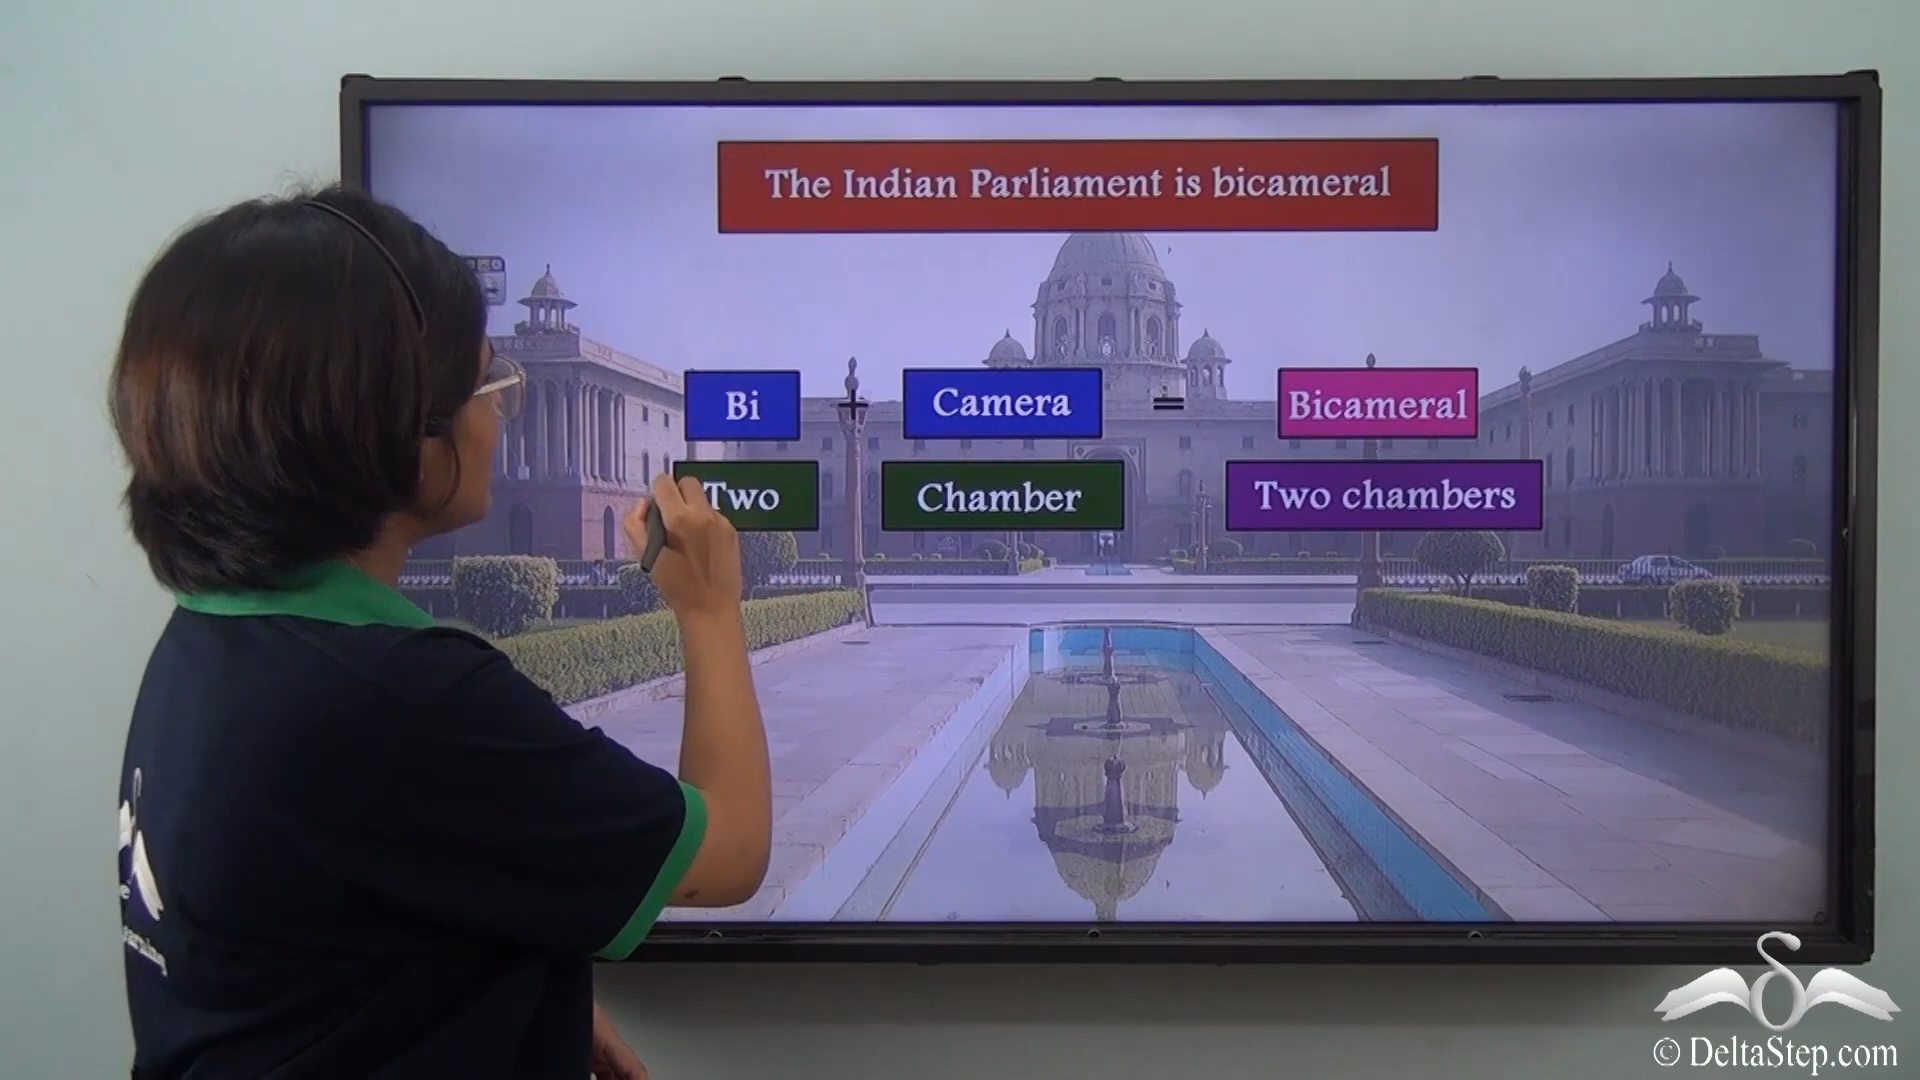 The Indian Parliament is bicameral
Bi + Camera = Bicameral
Two Chamber Two chambers
© DeltaStep.com